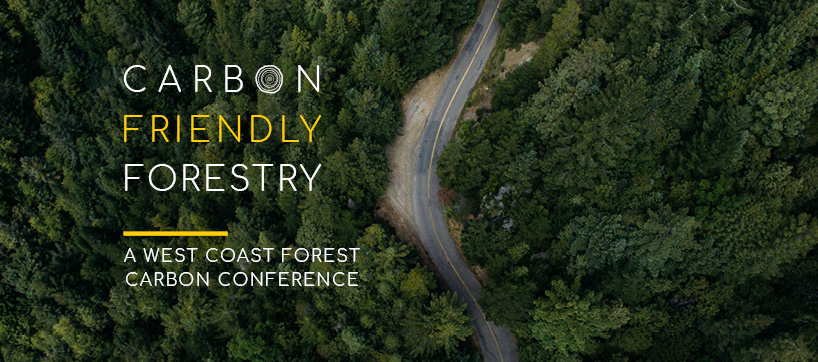 CARBON
FRIENDLY
FORESTRY
A WEST COAST FOREST
CARBON CONFERENCE